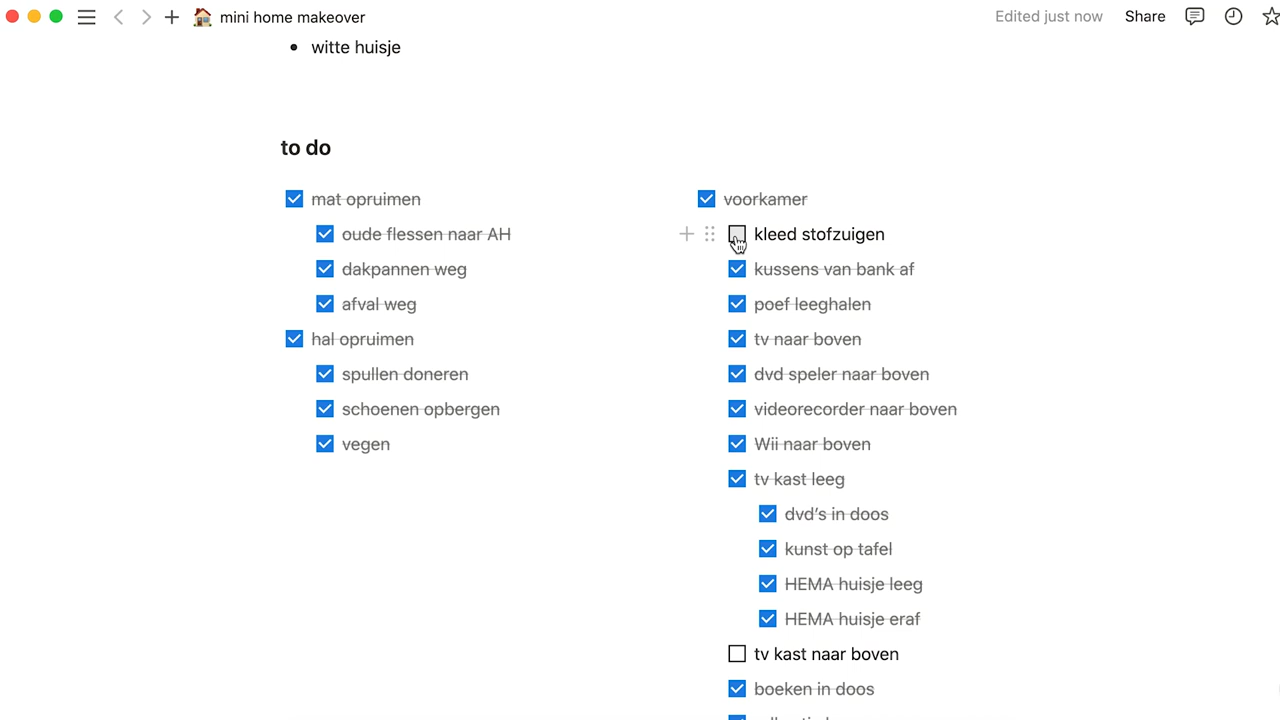 mini home makeover
Edited just now
Share
witte huisje
to do
mat opruimen
oude flessen naar AH
dakpannen weg
afval weg
hal opruimen
spullen doneren
schoenen opbergen
vegen
voorkamer
kleed stofzuigen
kussens van bank af
poef leeghalen
tv naar boven
dvd speler naar boven
videorecorder naar boven
Wii naar boven
tv kast leeg
dvd's in doos
kunst op tafel
HEMA huisje leeg
HEMA huisje eraf
tv kast naar boven
boeken in doos